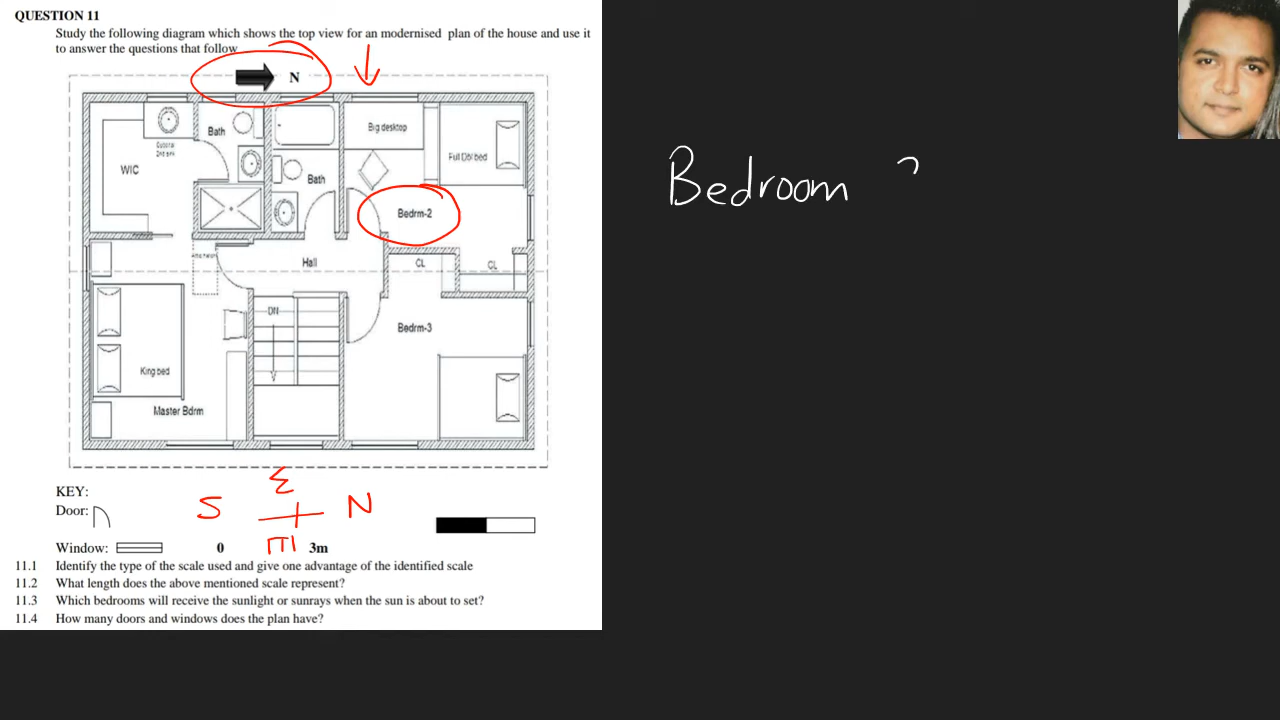 QUESTION 11
Study the following diagram which shows the top view for an modernised plan of the house and use it
to answer the questions that follow
N
Bath
Big desktop
Full Dbl bed
WIC
Optional
2nd sink
Bath
Bedrm-2
Hall
CL
CL
DN
Bedrm-3
King bed
Master Bdrm
Bedroom
KEY:
S N
Door:
Window: 0 3m
11.1 Identify the type of the scale used and give one advantage of the identified scale
11.2 What length does the above mentioned scale represent?
11.3 Which bedrooms will receive the sunlight or sunrays when the sun is about to set?
11.4 How many doors and windows does the plan have?